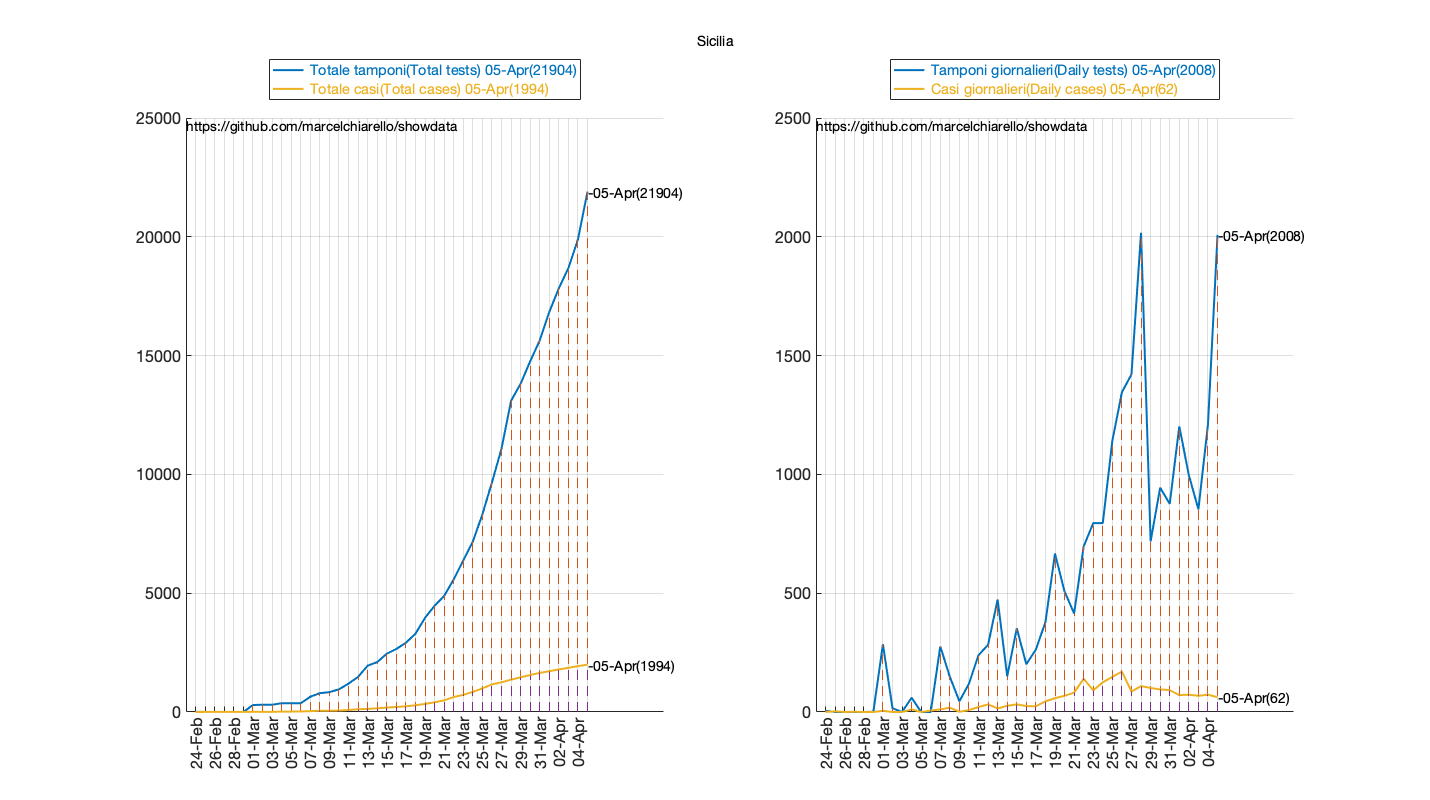 Sicilia
Totale tamponi(Total tests) 05-Apr(21904)
Totale casi(Total cases) 05-Apr(1994)
https://github.com/marcelchiarello/showdata
25000
20000
15000
10000
5000
0
-05-Apr(21904)
-05-Apr(1994)
24-Feb
26-Feb
28-Feb
01-Mar
03-Mar
05-Mar
07-Mar
09-Mar
11-Mar
13-Mar
15-Mar
17-Mar
19-Mar
21-Mar
23-Mar
25-Mar
27-Mar
29-Mar
31-Mar
02-Apr
04-Apr
Tamponi giornalieri(Daily tests) 05-Apr(2008)
Casi giornalieri(Daily cases) 05-Apr(62)
https://github.com/marcelchiarello/showdata
2500
2000
1500
1000
500
0
-05-Apr(2008)
-05-Apr(62)
24-Feb
26-Feb
28-Feb
01-Mar
03-Mar
05-Mar
07-Mar
09-Mar
11-Mar
13-Mar
15-Mar
17-Mar
19-Mar
21-Mar
23-Mar
25-Mar
27-Mar
29-Mar
31-Mar
02-Apr
04-Apr